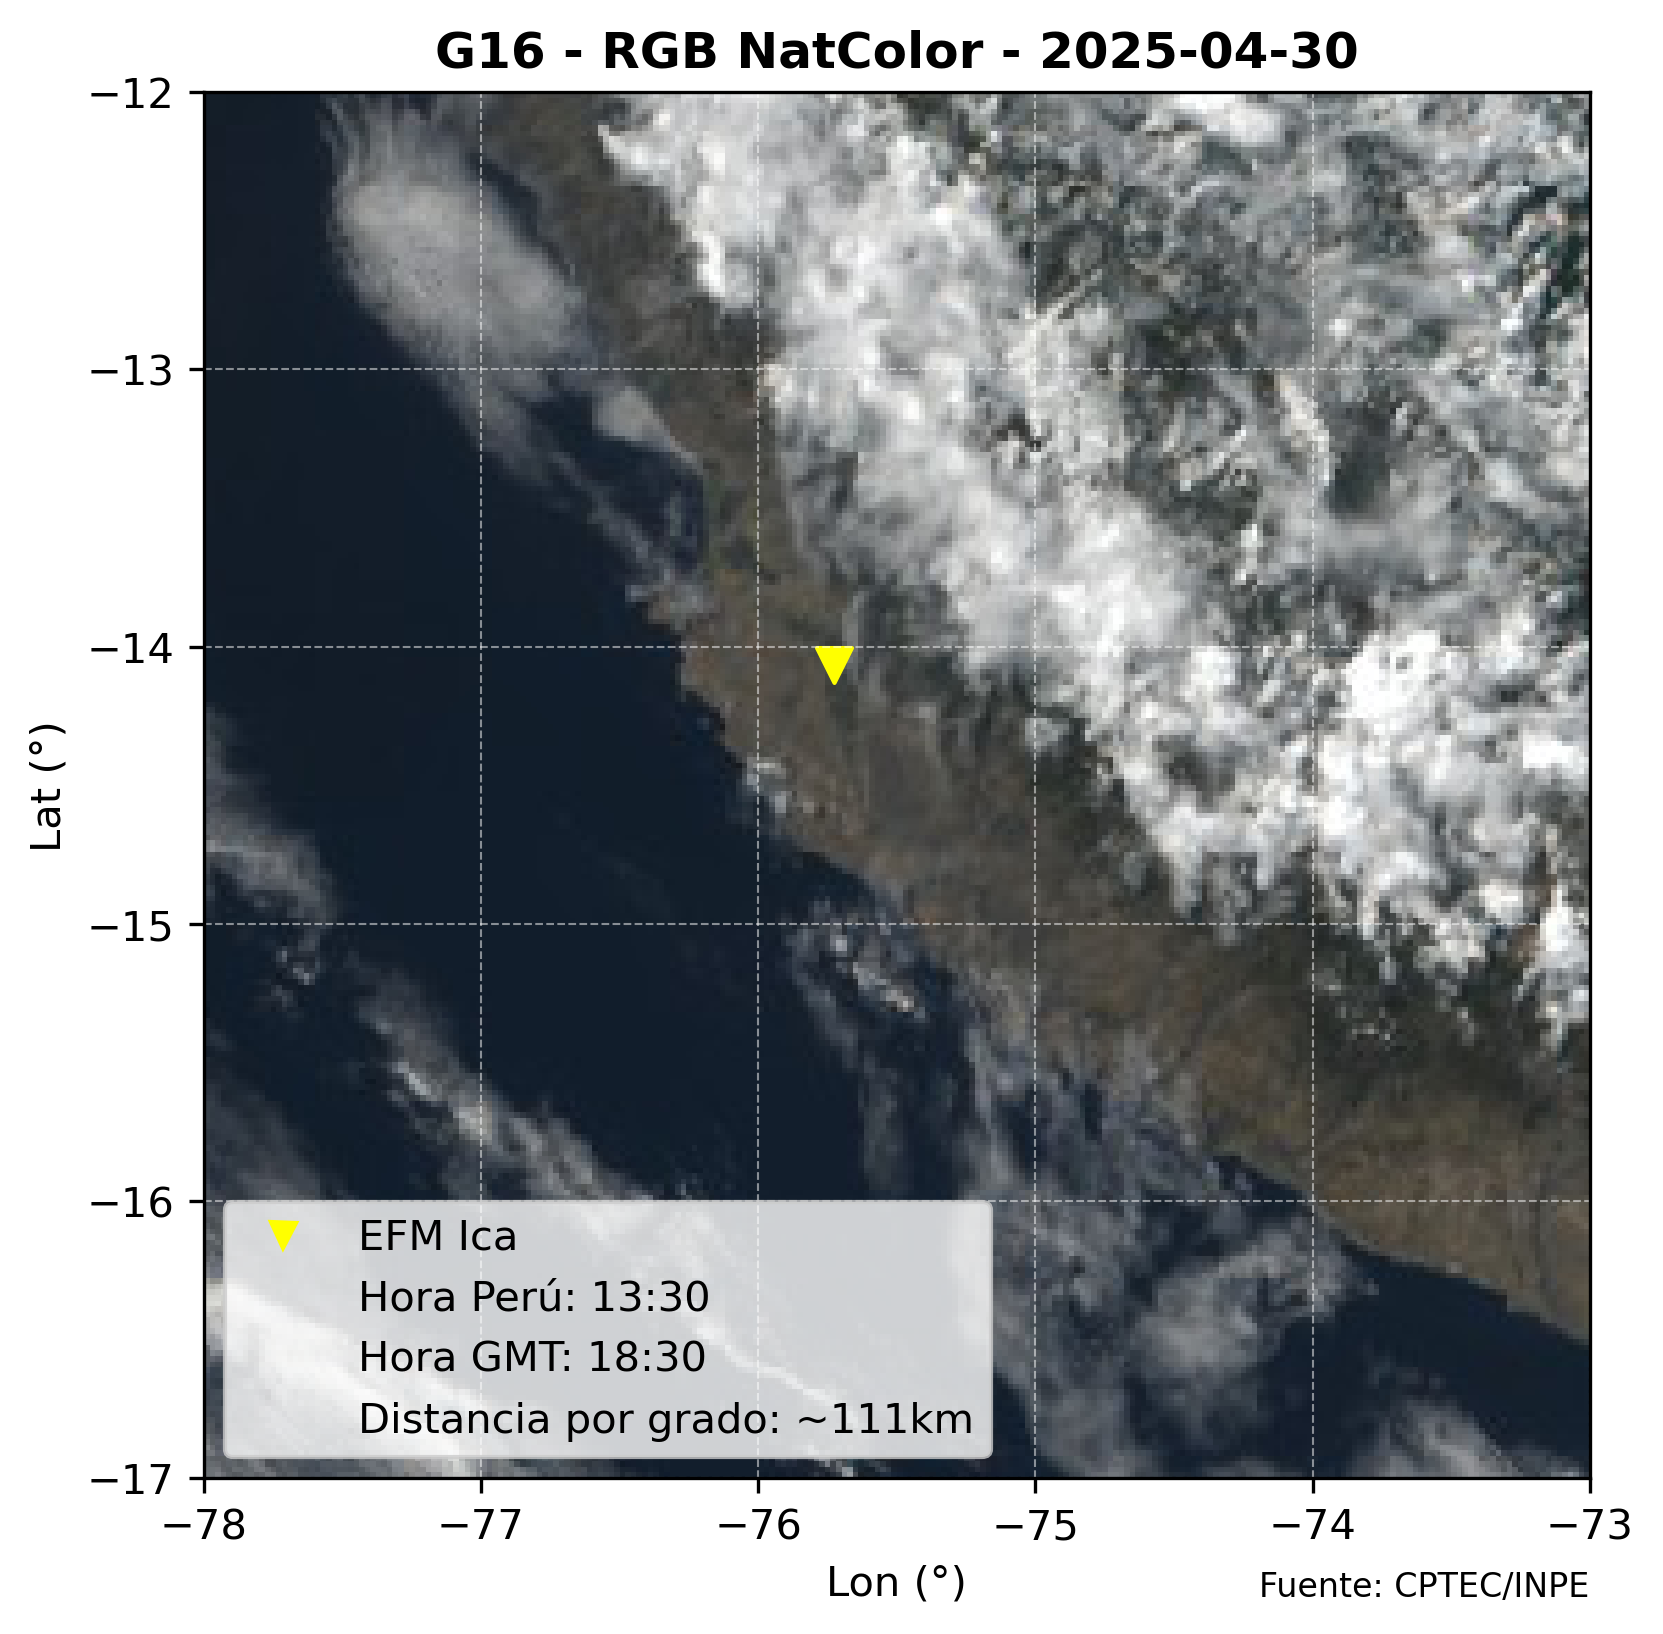 G16 - RGB NatColor - 2025-04-30
−12
−13
−14
−15
−16
−17
Lat (°)
EFM Ica
Hora Perú: 13:30
Hora GMT: 18:30
Distancia por grado: ~111km
−78
−77
−76
−75
−74
−73
Lon (°)
Fuente: CPTEC/INPE